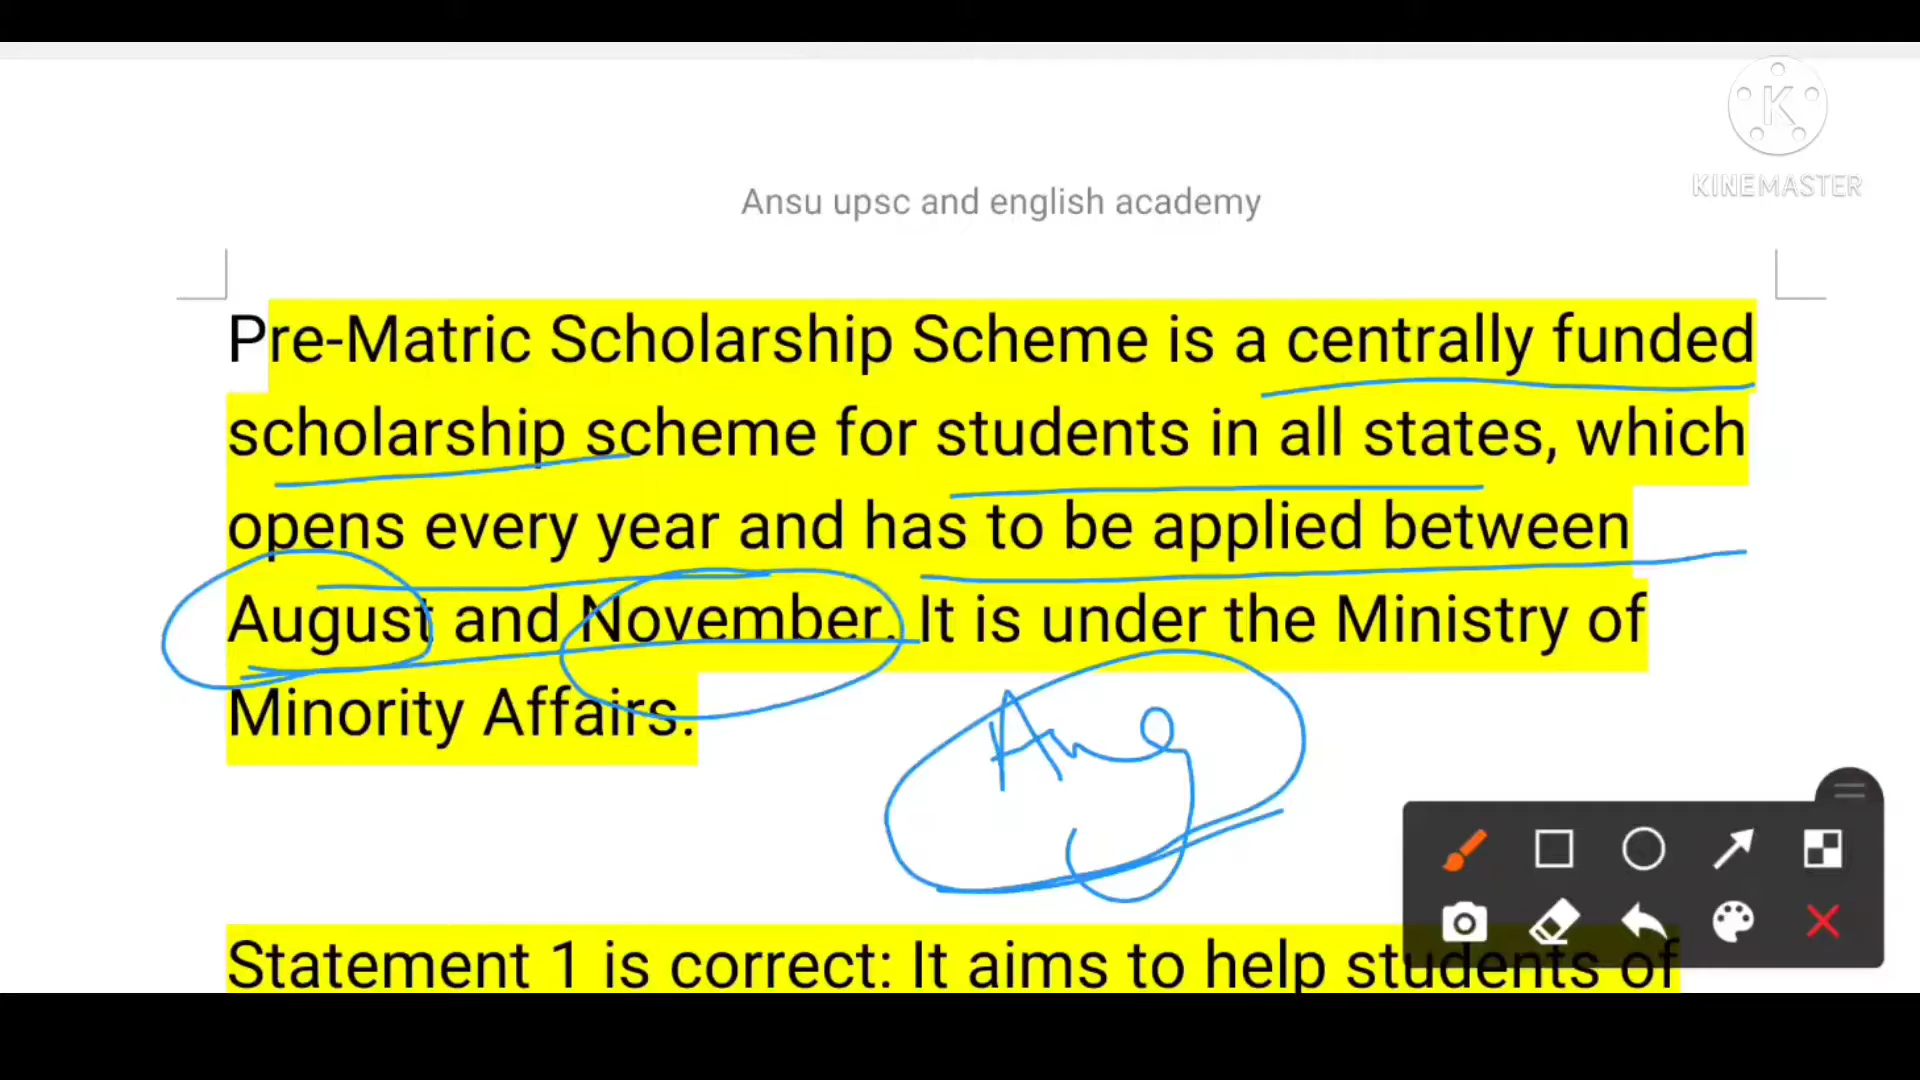 KINEMASTER
Ansu upsc and english academy
Pre-Matric Scholarship Scheme is a centrally funded
scholarship scheme for students in all states, which
opens every year and has to be applied between
August and November. It is under the Ministry of
Minority Affairs.
Statement 1 is correct: It aims to help students of